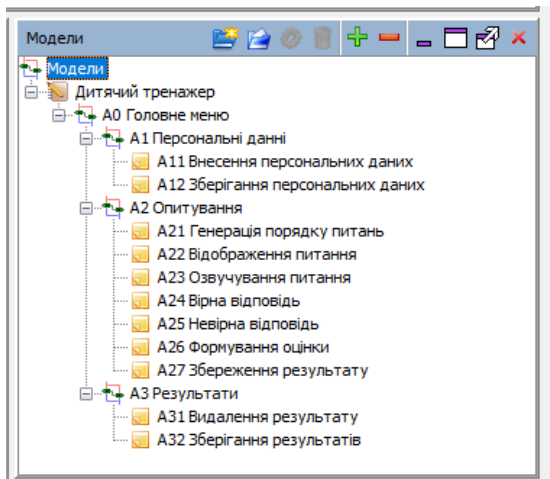 Модели
Модели
Дитячий тренажер
A0 Головне меню
A1 Персональні данні
A11 Внесення персональних даних
A12 Зберігання персональних даних
A2 Опитування
A21 Генерація порядку питань
A22 Відображення питання
A23 Озвучування питання
A24 Вірна відповідь
A25 Невірна відповідь
A26 Формування оцінки
A27 Збереження результату
A3 Результати
A31 Видалення результату
A32 Зберігання результатів